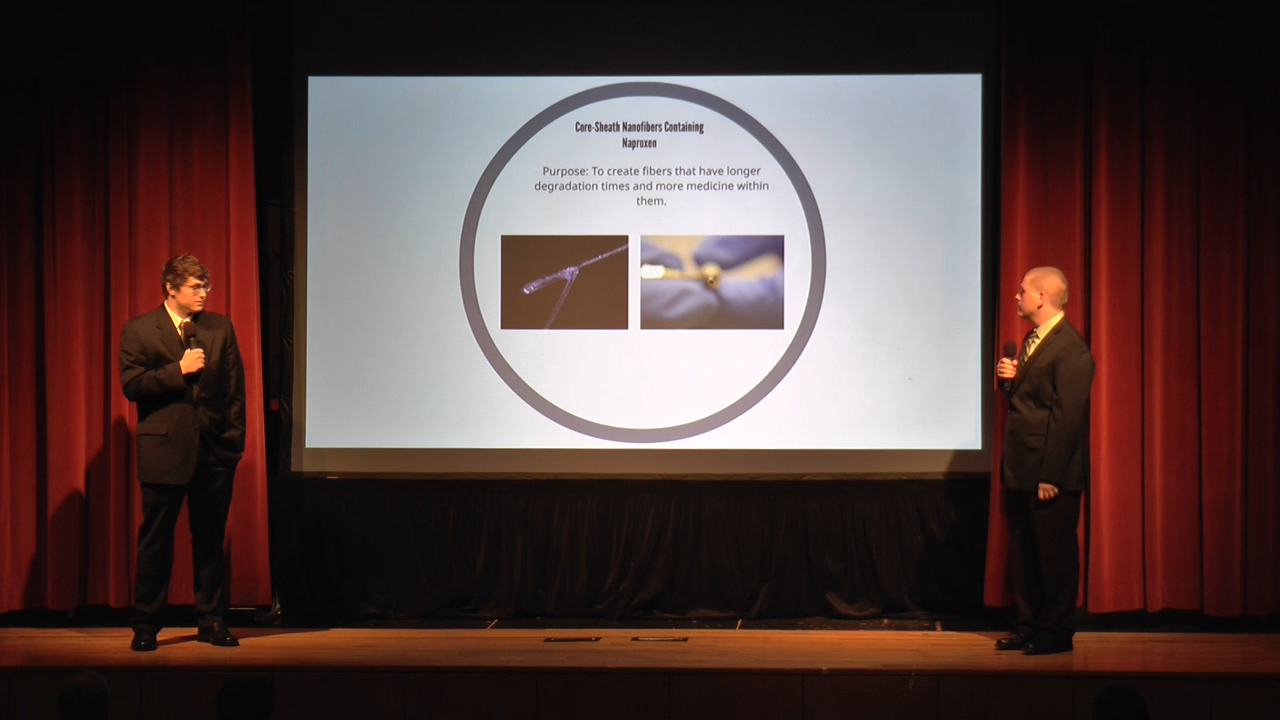 Core-Sheath Nanofibers Containing
Naproxen
Purpose: To create fibers that have longer
degradation times and more medicine within
them.